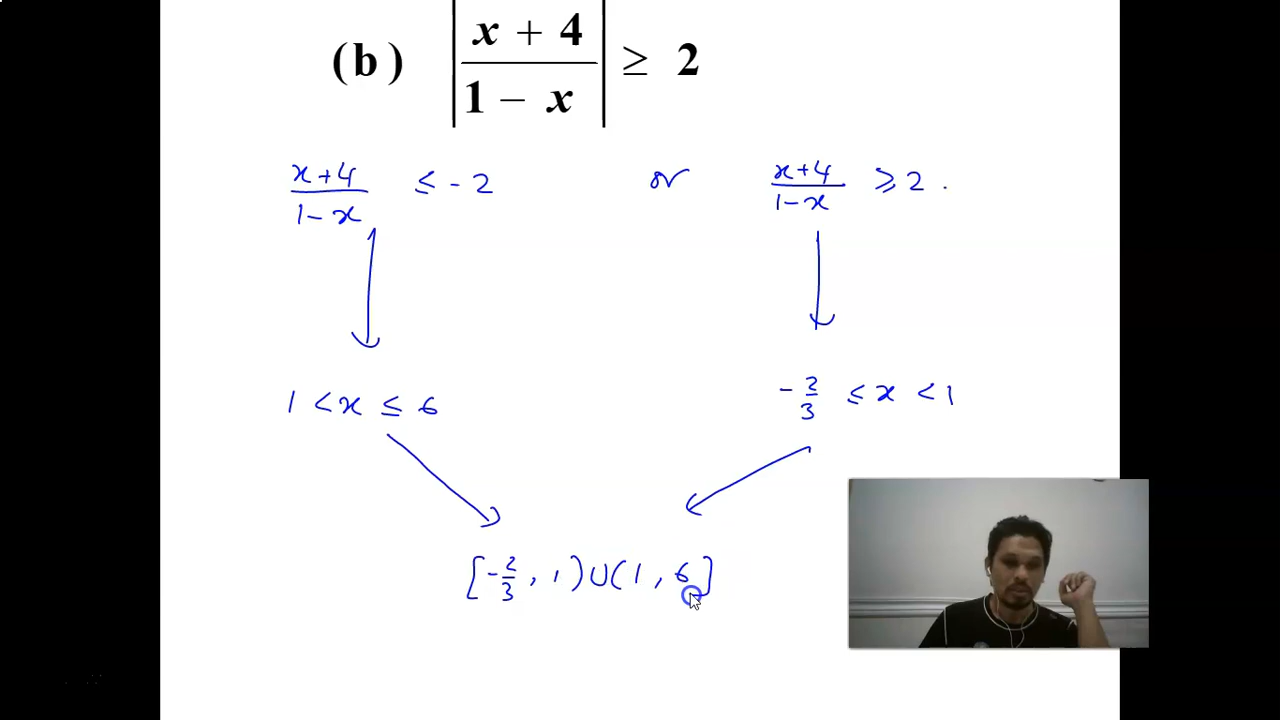 (b) |x + 4 / 1 - x| ≥ 2
x+4 / 1-x ≤ -2 or x+4 / 1-x ≥ 2 .
1 < x ≤ 6 -2/3 ≤ x < 1
[-2/3, 1)∪(1, 6]